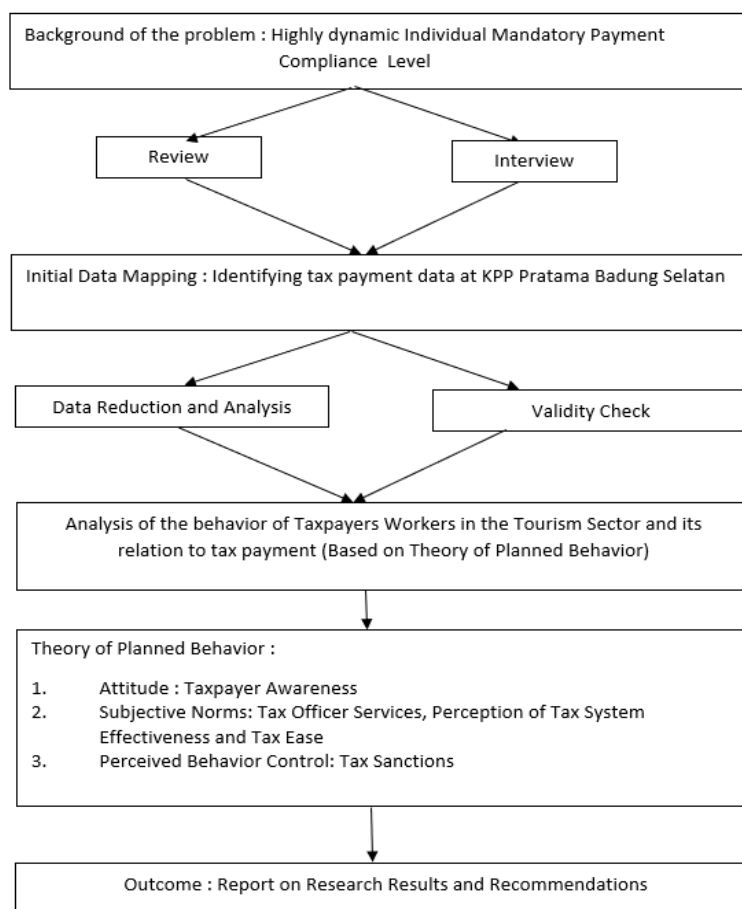 Background of the problem : Highly dynamic Individual Mandatory Payment
Compliance Level
Review
Interview
Initial Data Mapping : Identifying tax payment data at KPP Pratama Badung Selatan
Data Reduction and Analysis
Validity Check
Analysis of the behavior of Taxpayers Workers in the Tourism Sector and its
relation to tax payment (Based on Theory of Planned Behavior)
Theory of Planned Behavior :
1. Attitude : Taxpayer Awareness
2. Subjective Norms: Tax Officer Services, Perception of Tax System
Effectiveness and Tax Ease
3. Perceived Behavior Control: Tax Sanctions
Outcome : Report on Research Results and Recommendations